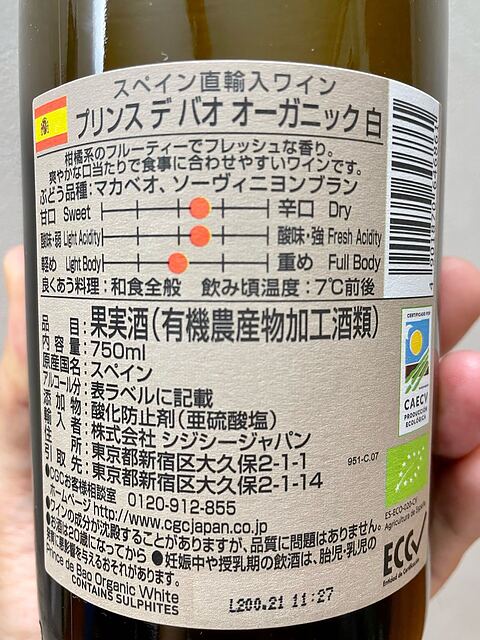 スペイン直輸入ワイン
プリンス デ バオ オーガニック 白
柑橘系のフルーティーでフレッシュな香り。
爽やかな口当たりで食事に合わせやすいワインです。
ぶどう品種：マカベオ、ソーヴィニヨンブラン
甘口 Sweet 辛口 Dry
酸味・弱 Light Acidity 酸味・強 Fresh Acidity
軽め Light Body 重め Full Body
良くあう料理：和食全般 飲み頃温度：7℃前後
品目：果実酒（有機農産物加工酒類）
内容量：750ml
原産国名：スペイン
アルコール分：表ラベルに記載
添加物：酸化防止剤（亜硫酸塩）
輸入者：株式会社 シジシージャパン
住所：東京都新宿区大久保2-1-1
引取先：東京都新宿区大久保2-1-14
951-C.07
●CGCお客様相談室 0120-912-855
ホームページ http://www.cgcjapan.co.jp
●ワインの成分が沈殿することがありますが、品質に問題はありません。
●お酒は20歳になってから ●妊娠中や授乳期の飲酒は、胎児・乳児の
発育に悪影響を与えるおそれがあります。
Prince de Bao Organic White
CONTAINS SULPHITES
L200.21 11:27
CAECV
PRODUCCIÓN
ECOLÓGICA
ES-ECO-020-CV
Agricultura de España
ECC
Entidad de Certificación